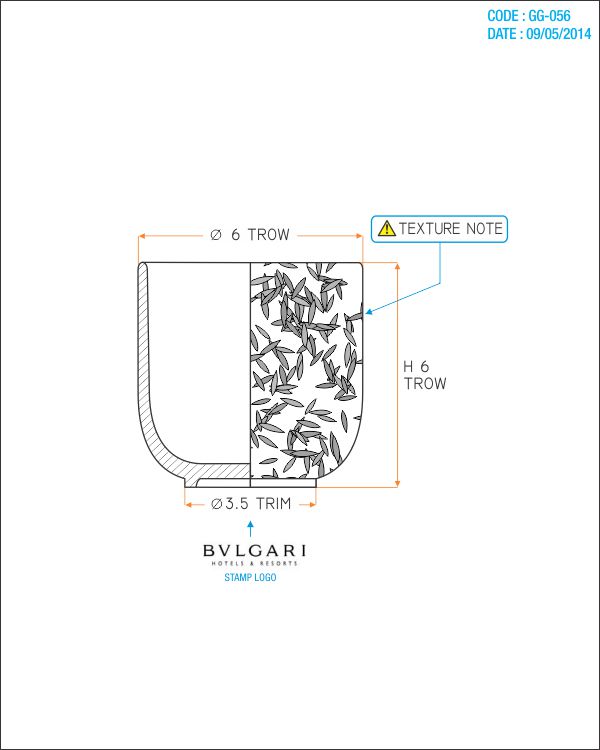 CODE : GG-056
DATE : 09/05/2014
Ø 6 TROW
TEXTURE NOTE
H 6
TROW
Ø3.5 TRIM
BVLGARI
HOTELS & RESORTS
STAMP LOGO